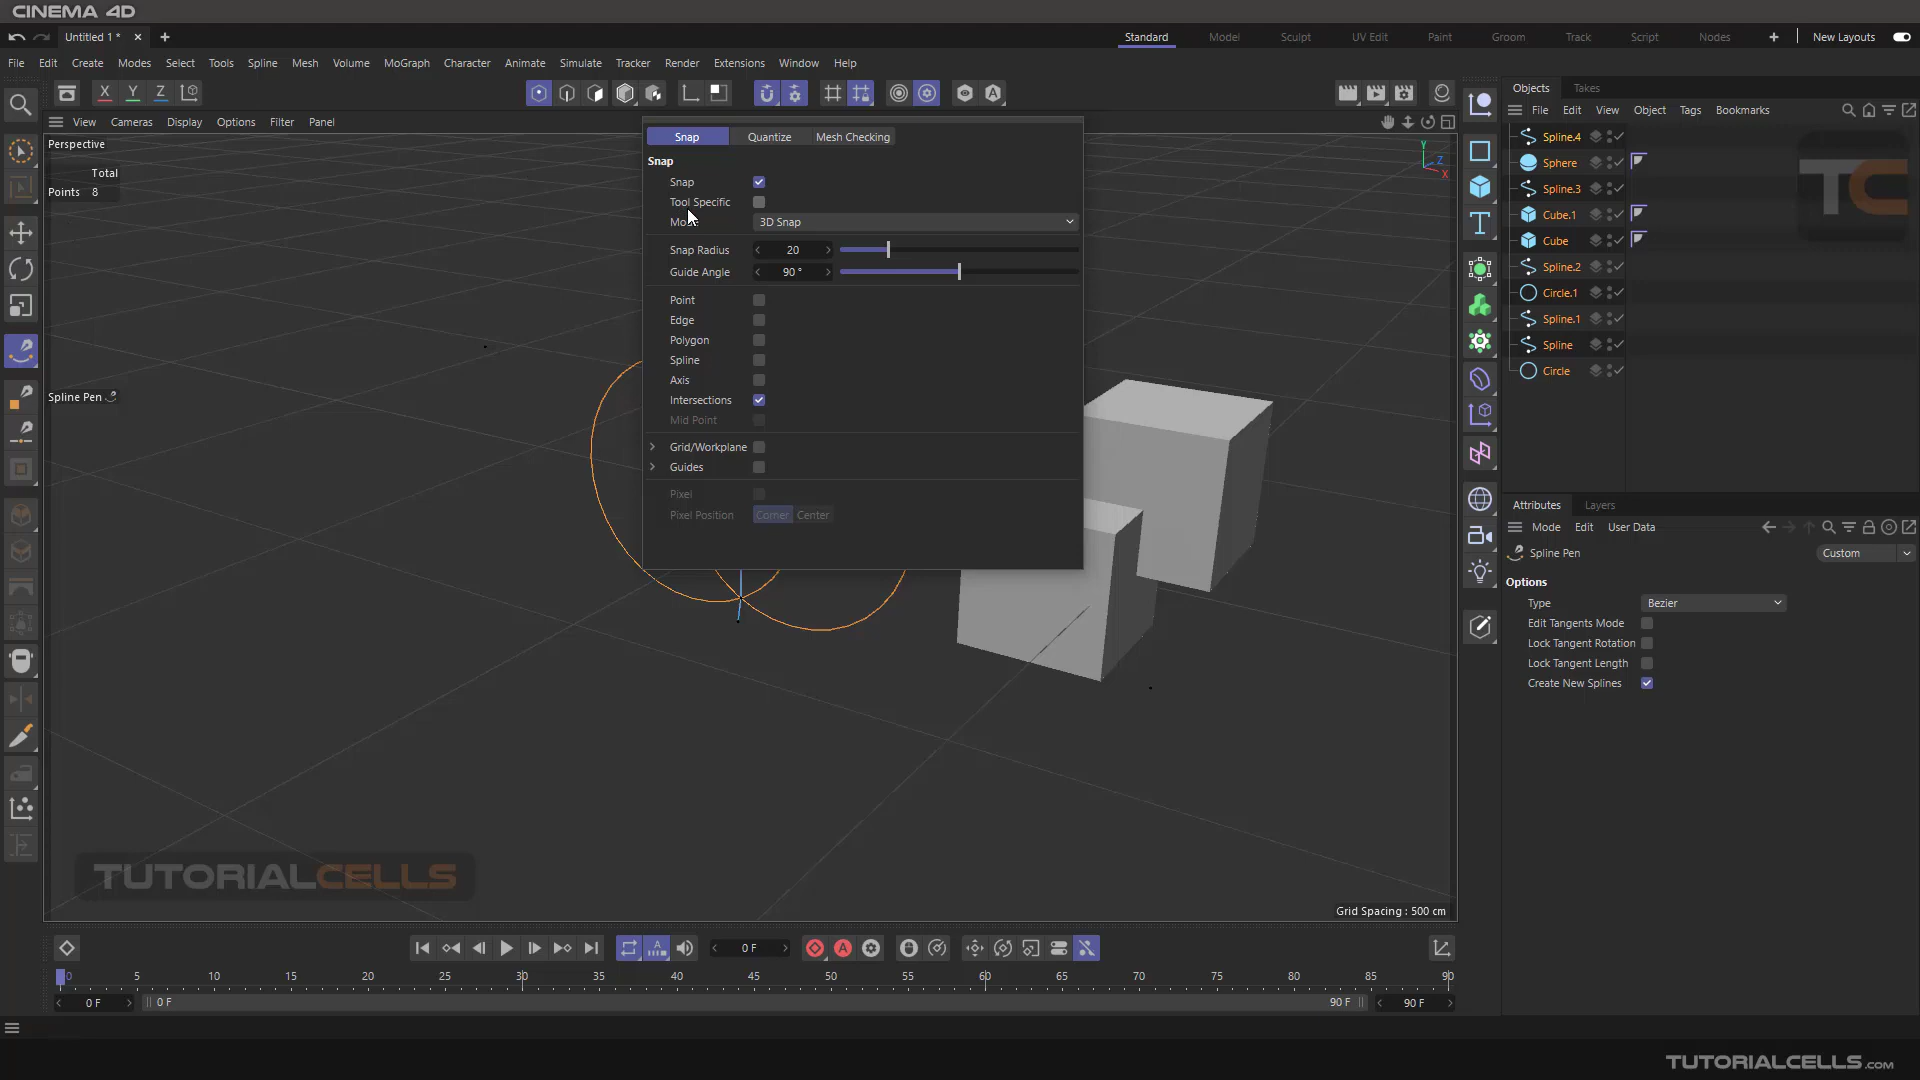 CINEMA 4D
Untitled 1 *
Standard Model Sculpt UV Edit Paint Groom Track Script Nodes New Layouts
File Edit Create Modes Select Tools Spline Mesh Volume MoGraph Character Animate Simulate Tracker Render Extensions Window Help
X Y Z
View Cameras Display Options Filter Panel
Perspective
Total
Points 8
Spline Pen
Snap Quantize Mesh Checking
Snap
Snap
Tool Specific
3D Snap
Snap Radius 20
Guide Angle 90 °
Point
Edge
Polygon
Spline
Axis
Intersections
Mid Point
Grid/Workplane
Guides
Pixel
Pixel Position Corner Center
Y
Z
X
Objects Takes
File Edit View Object Tags Bookmarks
Spline.4
Sphere
Spline.3
Cube.1
Cube
Spline.2
Circle.1
Spline.1
Spline
Circle
TC
Attributes Layers
Mode Edit User Data
Spline Pen Custom
Options
Type Bezier
Edit Tangents Mode
Lock Tangent Rotation
Lock Tangent Length
Create New Splines
TUTORIALCELLS
Grid Spacing : 500 cm
0 F
0 5 10 15 20 25 30 35 40 45 50 55 60 65 70 75 80 85 90
0 F 0 F 90 F 90 F
TUTORIALCELLS.com